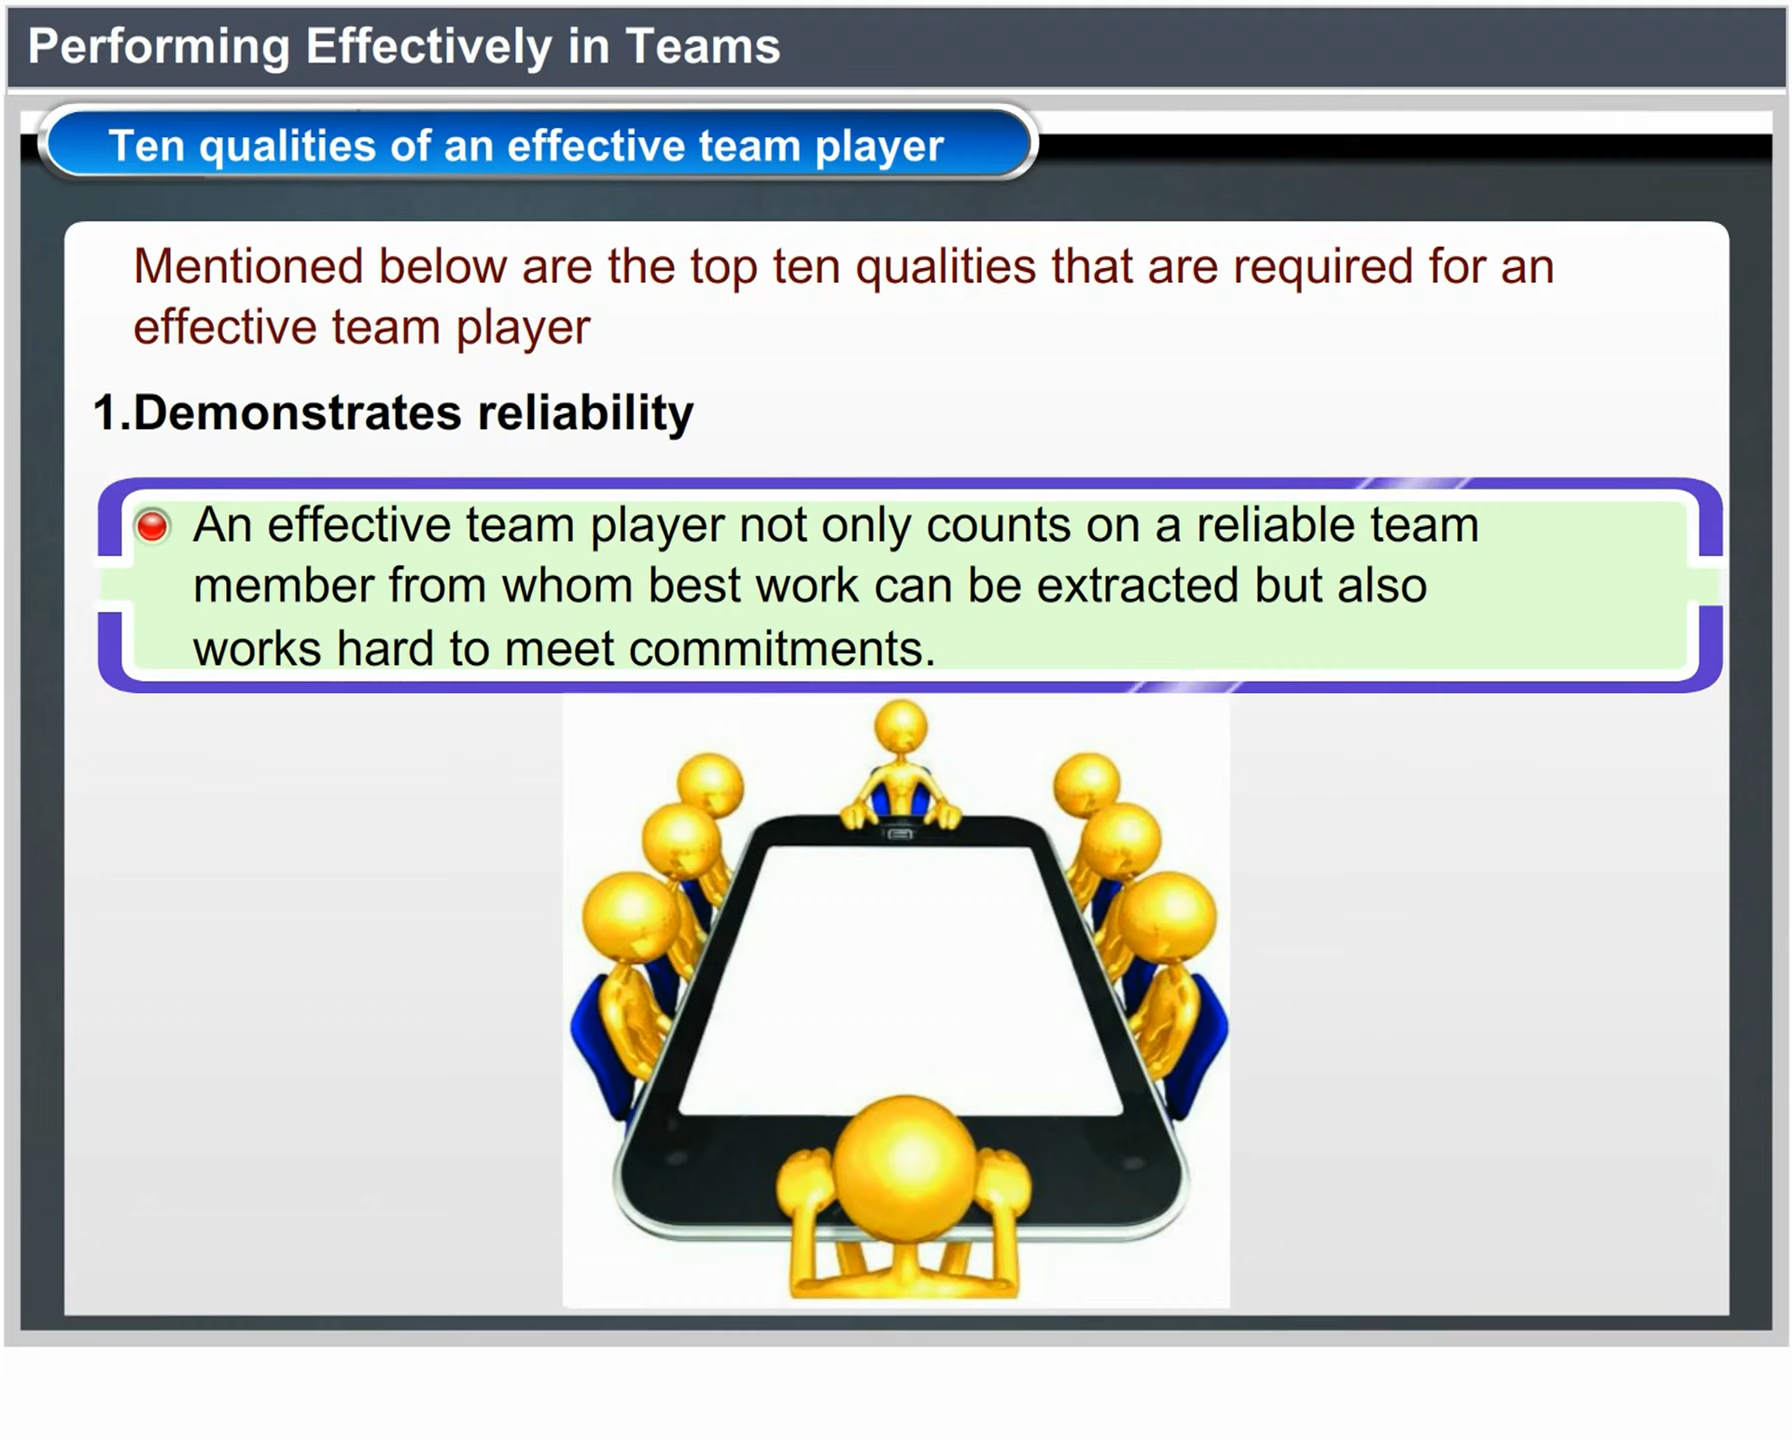 Performing Effectively in Teams
Ten qualities of an effective team player
Mentioned below are the top ten qualities that are required for an
effective team player
1.Demonstrates reliability
An effective team player not only counts on a reliable team
member from whom best work can be extracted but also
works hard to meet commitments.